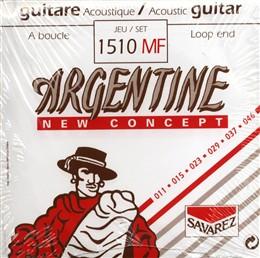 guitare Acoustique / Acoustic guitar
A boucle
JEU / SET
Loop end
1510 MF
ARGENTINE
NEW CONCEPT
011 • 015 • 023 • 029 • 037 • 046
SAVAREZ